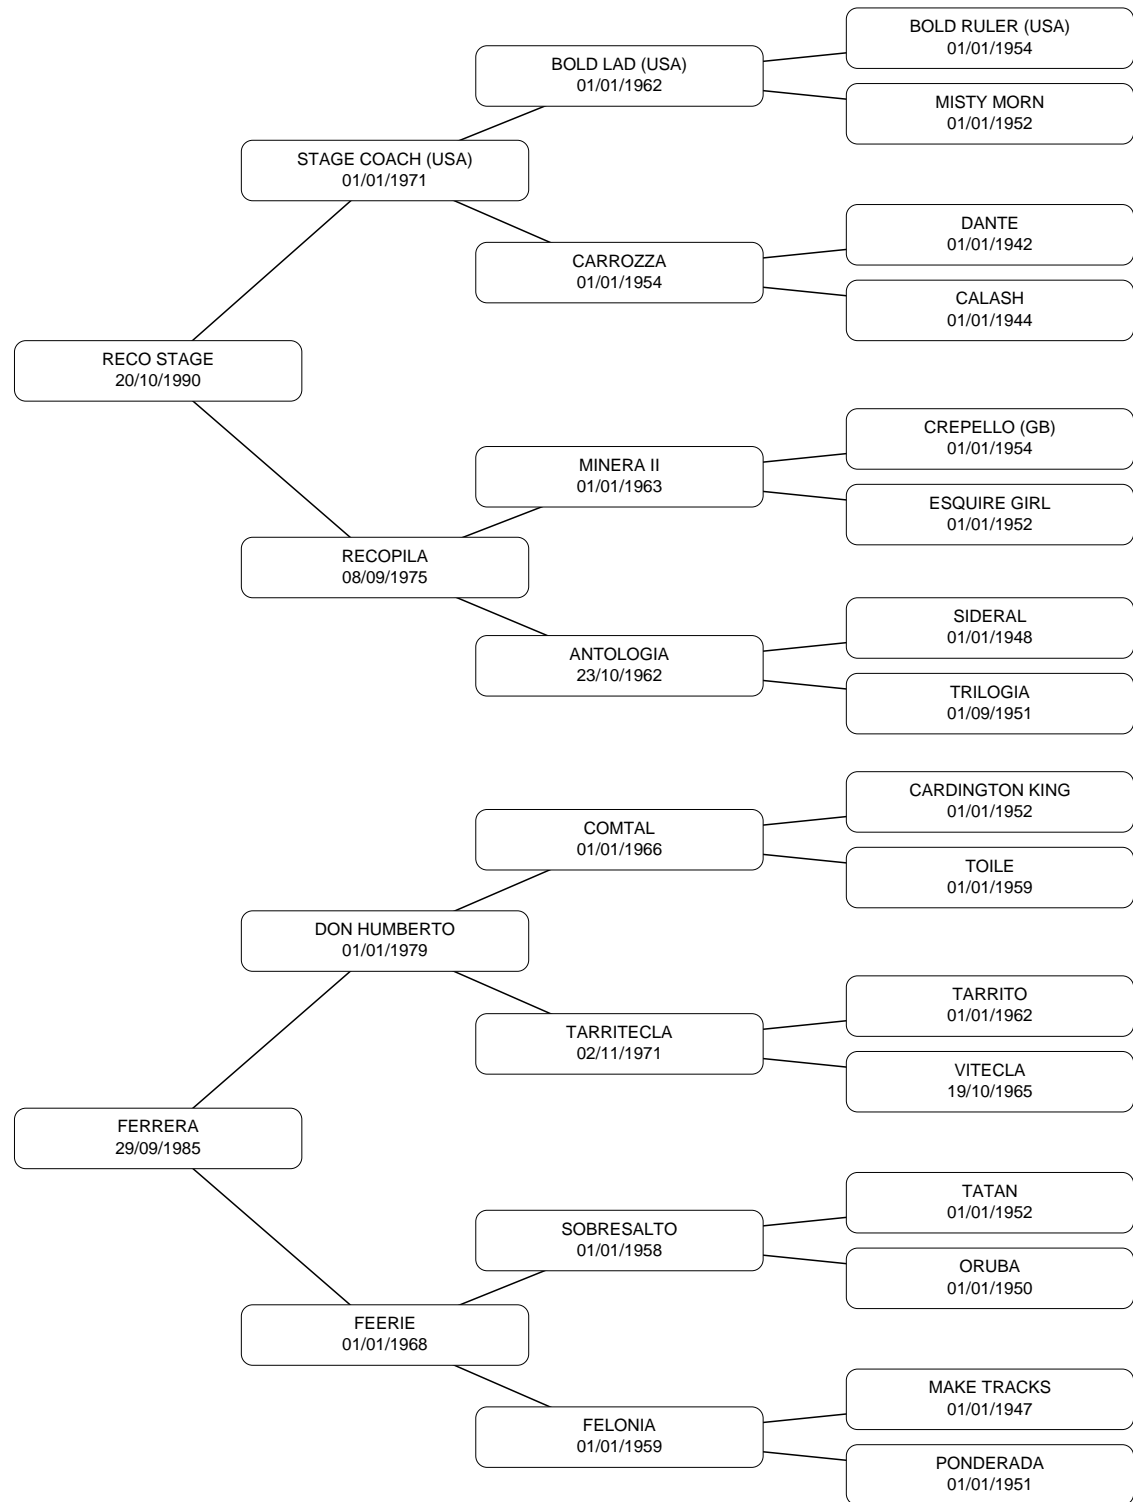 BOLD RULER (USA)
01/01/1954
BOLD LAD (USA)
01/01/1962
MISTY MORN
01/01/1952
STAGE COACH (USA)
01/01/1971
DANTE
01/01/1942
CARROZZA
01/01/1954
CALASH
01/01/1944
RECO STAGE
20/10/1990
CREPELLO (GB)
01/01/1954
MINERA II
01/01/1963
ESQUIRE GIRL
01/01/1952
RECOPILA
08/09/1975
SIDERAL
01/01/1948
ANTOLOGIA
23/10/1962
TRILOGIA
01/09/1951
CARDINGTON KING
01/01/1952
COMTAL
01/01/1966
TOILE
01/01/1959
DON HUMBERTO
01/01/1979
TARRITO
01/01/1962
TARRITECLA
02/11/1971
VITECLA
19/10/1965
FERRERA
29/09/1985
TATAN
01/01/1952
SOBRESALTO
01/01/1958
ORUBA
01/01/1950
FEERIE
01/01/1968
MAKE TRACKS
01/01/1947
FELONIA
01/01/1959
PONDERADA
01/01/1951